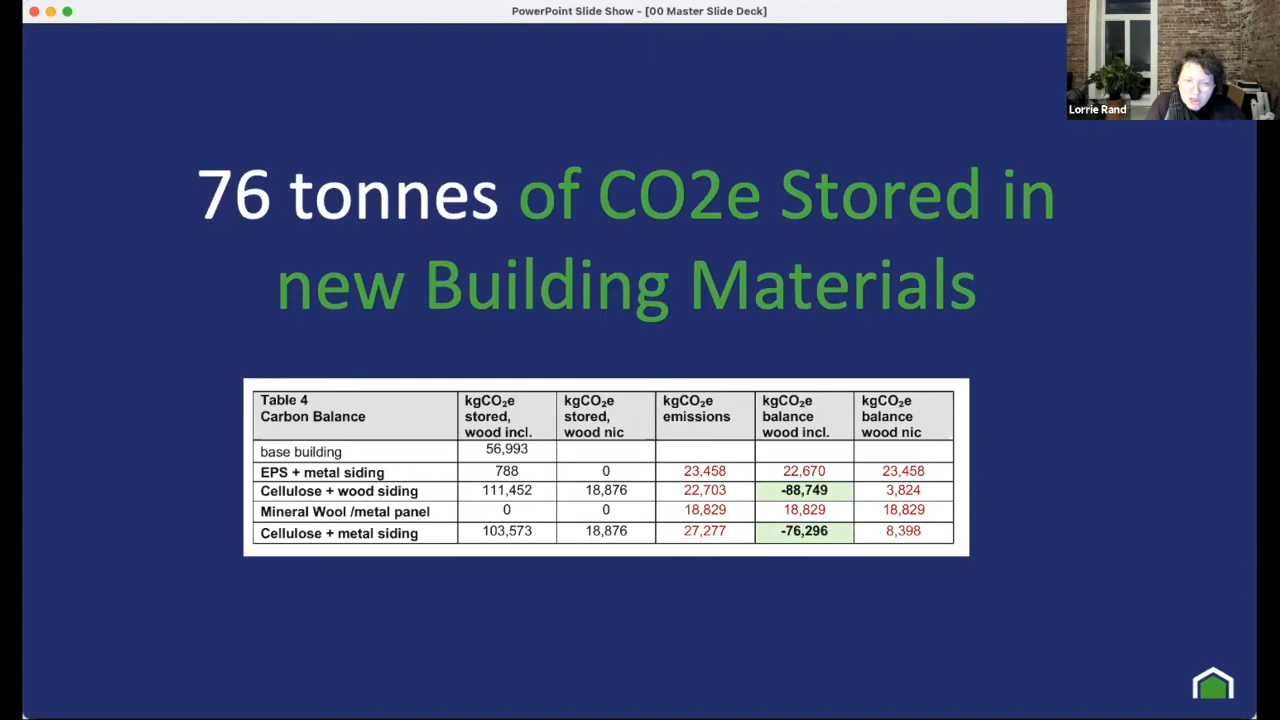 PowerPoint Slide Show - [00 Master Slide Deck]
Lorrie Rand
76 tonnes of CO2e Stored in
new Building Materials
Table 4 Carbon Balance | kgCO₂e stored, wood incl. | kgCO₂e stored, wood nic | kgCO₂e emissions | kgCO₂e balance wood incl. | kgCO₂e balance wood nic
base building 56,993
EPS + metal siding 788 0 23,458 22,670 23,458
Cellulose + wood siding 111,452 18,876 22,703 -88,749 3,824
Mineral Wool /metal panel 0 0 18,829 18,829 18,829
Cellulose + metal siding 103,573 18,876 27,277 -76,296 8,398